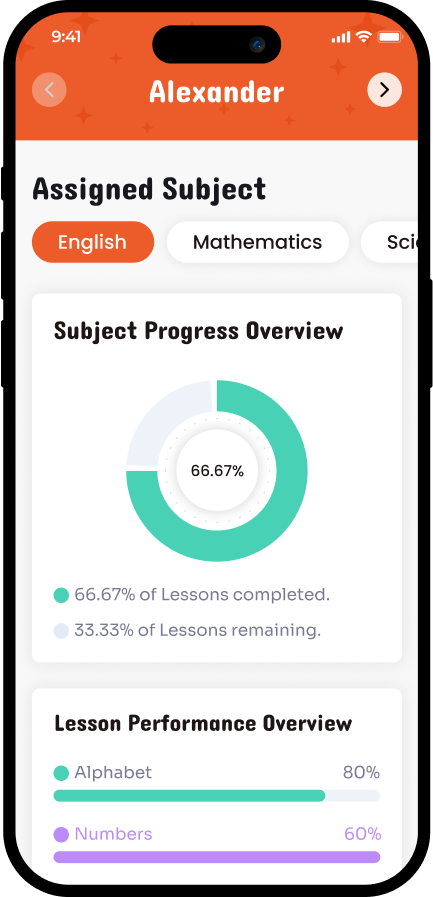 9:41
Alexander
Assigned Subject
English Mathematics
Subject Progress Overview
66.67%
66.67% of Lessons completed.
33.33% of Lessons remaining.
Lesson Performance Overview
Alphabet 80%
Numbers 60%